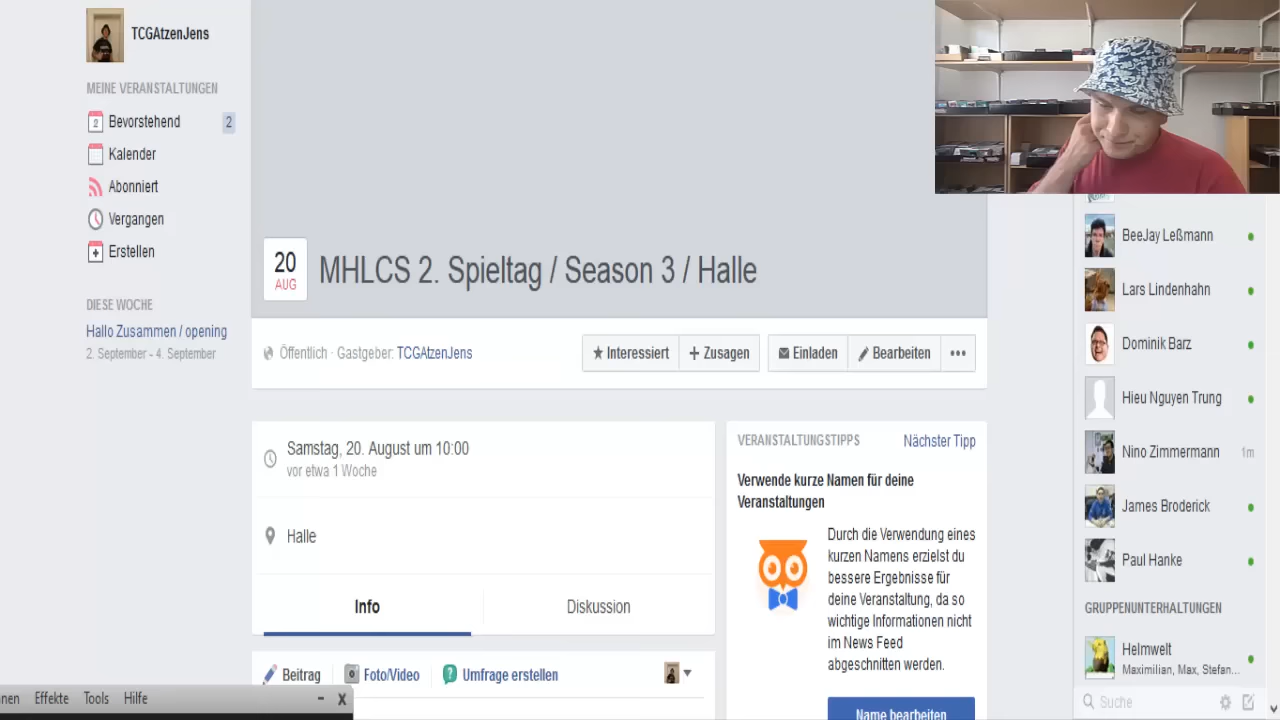 TCGAtzenJens
MEINE VERANSTALTUNGEN
2 Bevorstehend 2
Kalender
Abonniert
Vergangen
Erstellen
DIESE WOCHE
Hallo Zusammen / opening
2. September - 4. September
20
AUG
MHLCS 2. Spieltag / Season 3 / Halle
Öffentlich · Gastgeber: TCGAtzenJens
Interessiert
Zusagen
Einladen
Bearbeiten
Samstag, 20. August um 10:00
vor etwa 1 Woche
Halle
Info
Diskussion
Beitrag
Foto/Video
Umfrage erstellen
VERANSTALTUNGSTIPPS
Nächster Tipp
Verwende kurze Namen für deine
Veranstaltungen
Durch die Verwendung eines
kurzen Namens erzielst du
bessere Ergebnisse für
deine Veranstaltung, da so
wichtige Informationen nicht
im News Feed
abgeschnitten werden.
Name bearbeiten
BeeJay Leßmann
Lars Lindenhahn
Dominik Barz
Hieu Nguyen Trung
Nino Zimmermann 1m
James Broderick
Paul Hanke
GRUPPENUNTERHALTUNGEN
Helmwelt
Maximilian, Max, Stefan...
Suche
nen Effekte Tools Hilfe